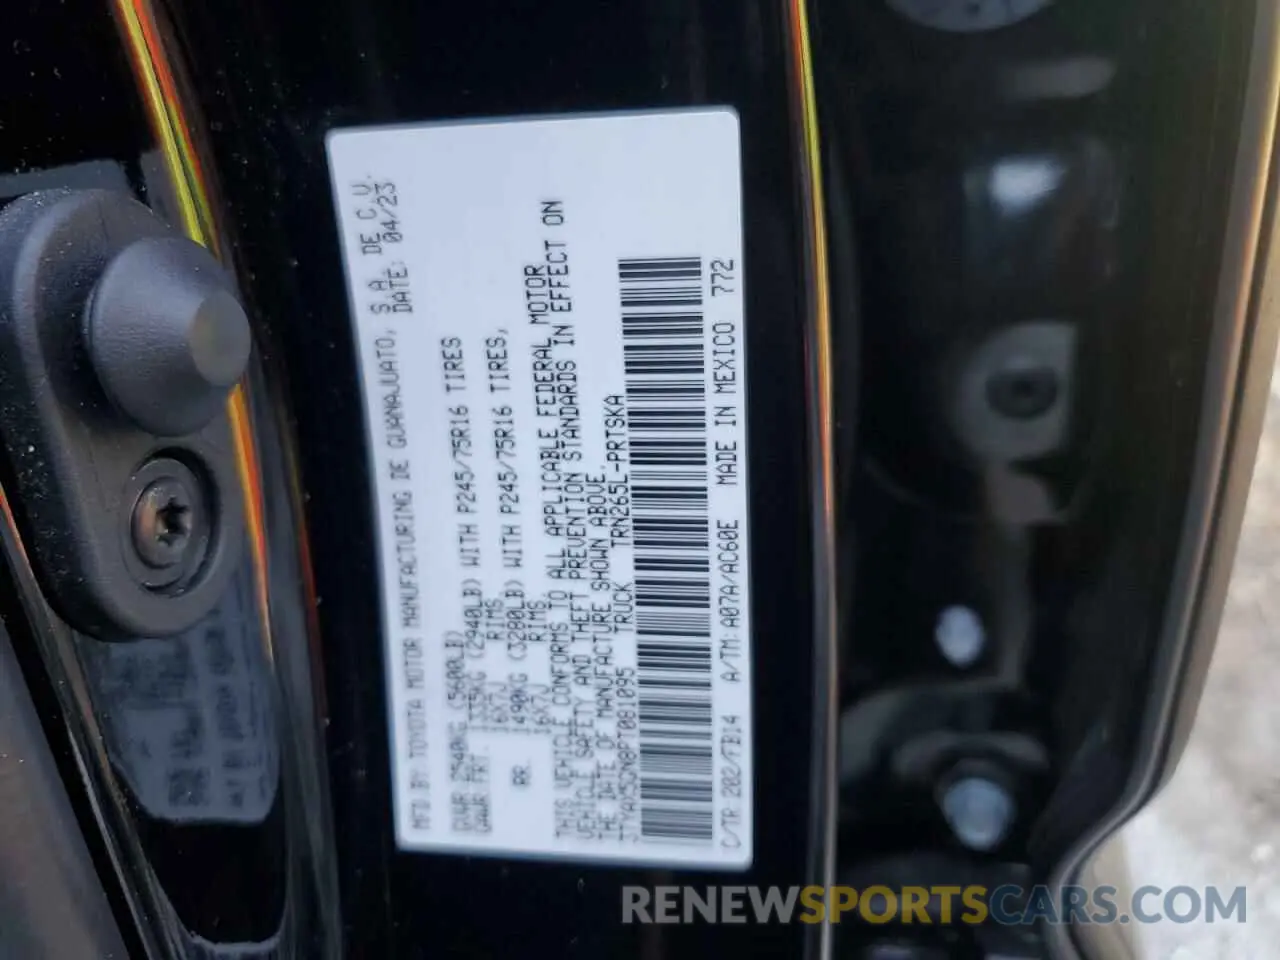 MFD BY TOYOTA MOTOR MANUFACTURING DE GUANAJUATO, S.A. DE C.V.
DATE: 04/23
GVWR 2540KG (5600LB)
GAWR FRT. 1335KG (2940LB) WITH P245/75R16 TIRES
16X7J RIMS
RR. 1490KG (3280LB) WITH P245/75R16 TIRES,
16X7J RIMS
THIS VEHICLE CONFORMS TO ALL APPLICABLE FEDERAL MOTOR
VEHICLE SAFETY AND THEFT PREVENTION STANDARDS IN EFFECT ON
THE DATE OF MANUFACTURE SHOWN ABOVE.
TRUCK TRN265L-PRTSKA
C/TR: 202/FB14 A/TM: A07A/AC60E MADE IN MEXICO 772
RENEWSPORTSCARS.COM